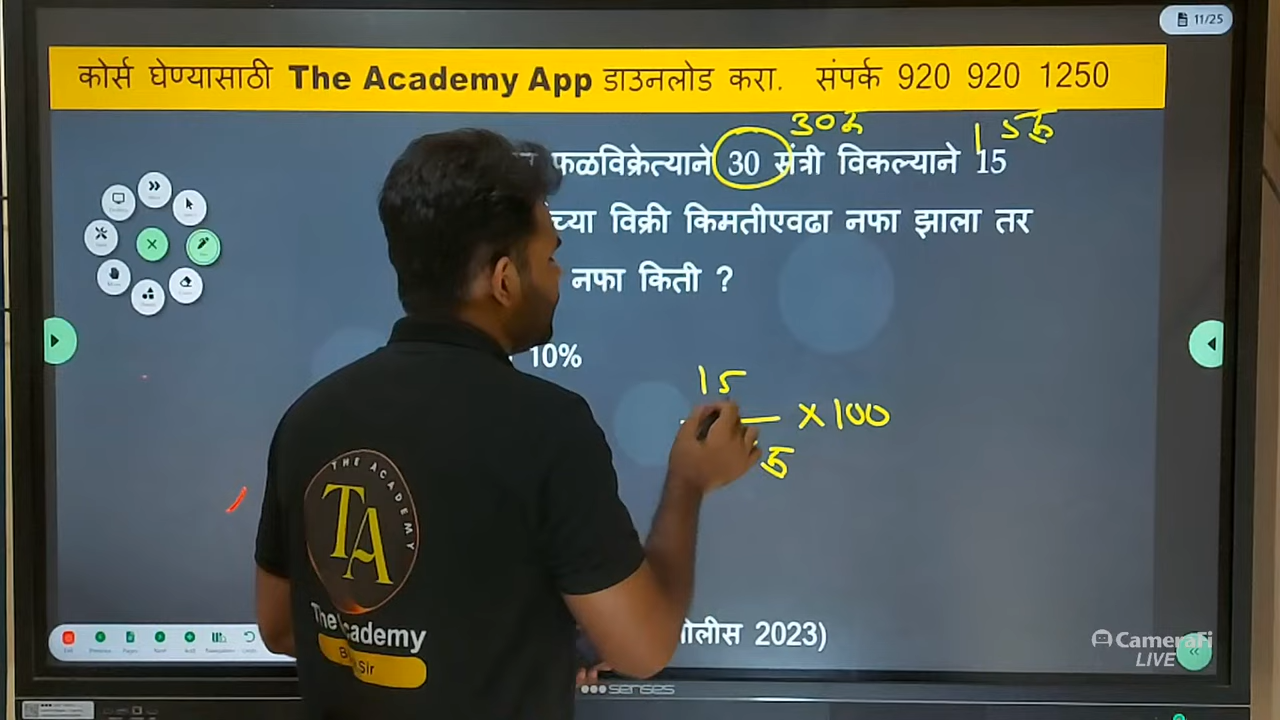 11/25
कोर्स घेण्यासाठी The Academy App डाउनलोड करा. संपर्क 920 920 1250
30रु 15रु
फळविक्रेत्याने 30 संत्री विकल्याने 15
च्या विक्री किमतीएवढा नफा झाला तर
नफा किती ?
10%
15
× 100
5
THE ACADEMY
TA
The Academy
Sir
2023)
CameraFi
LIVE
senses